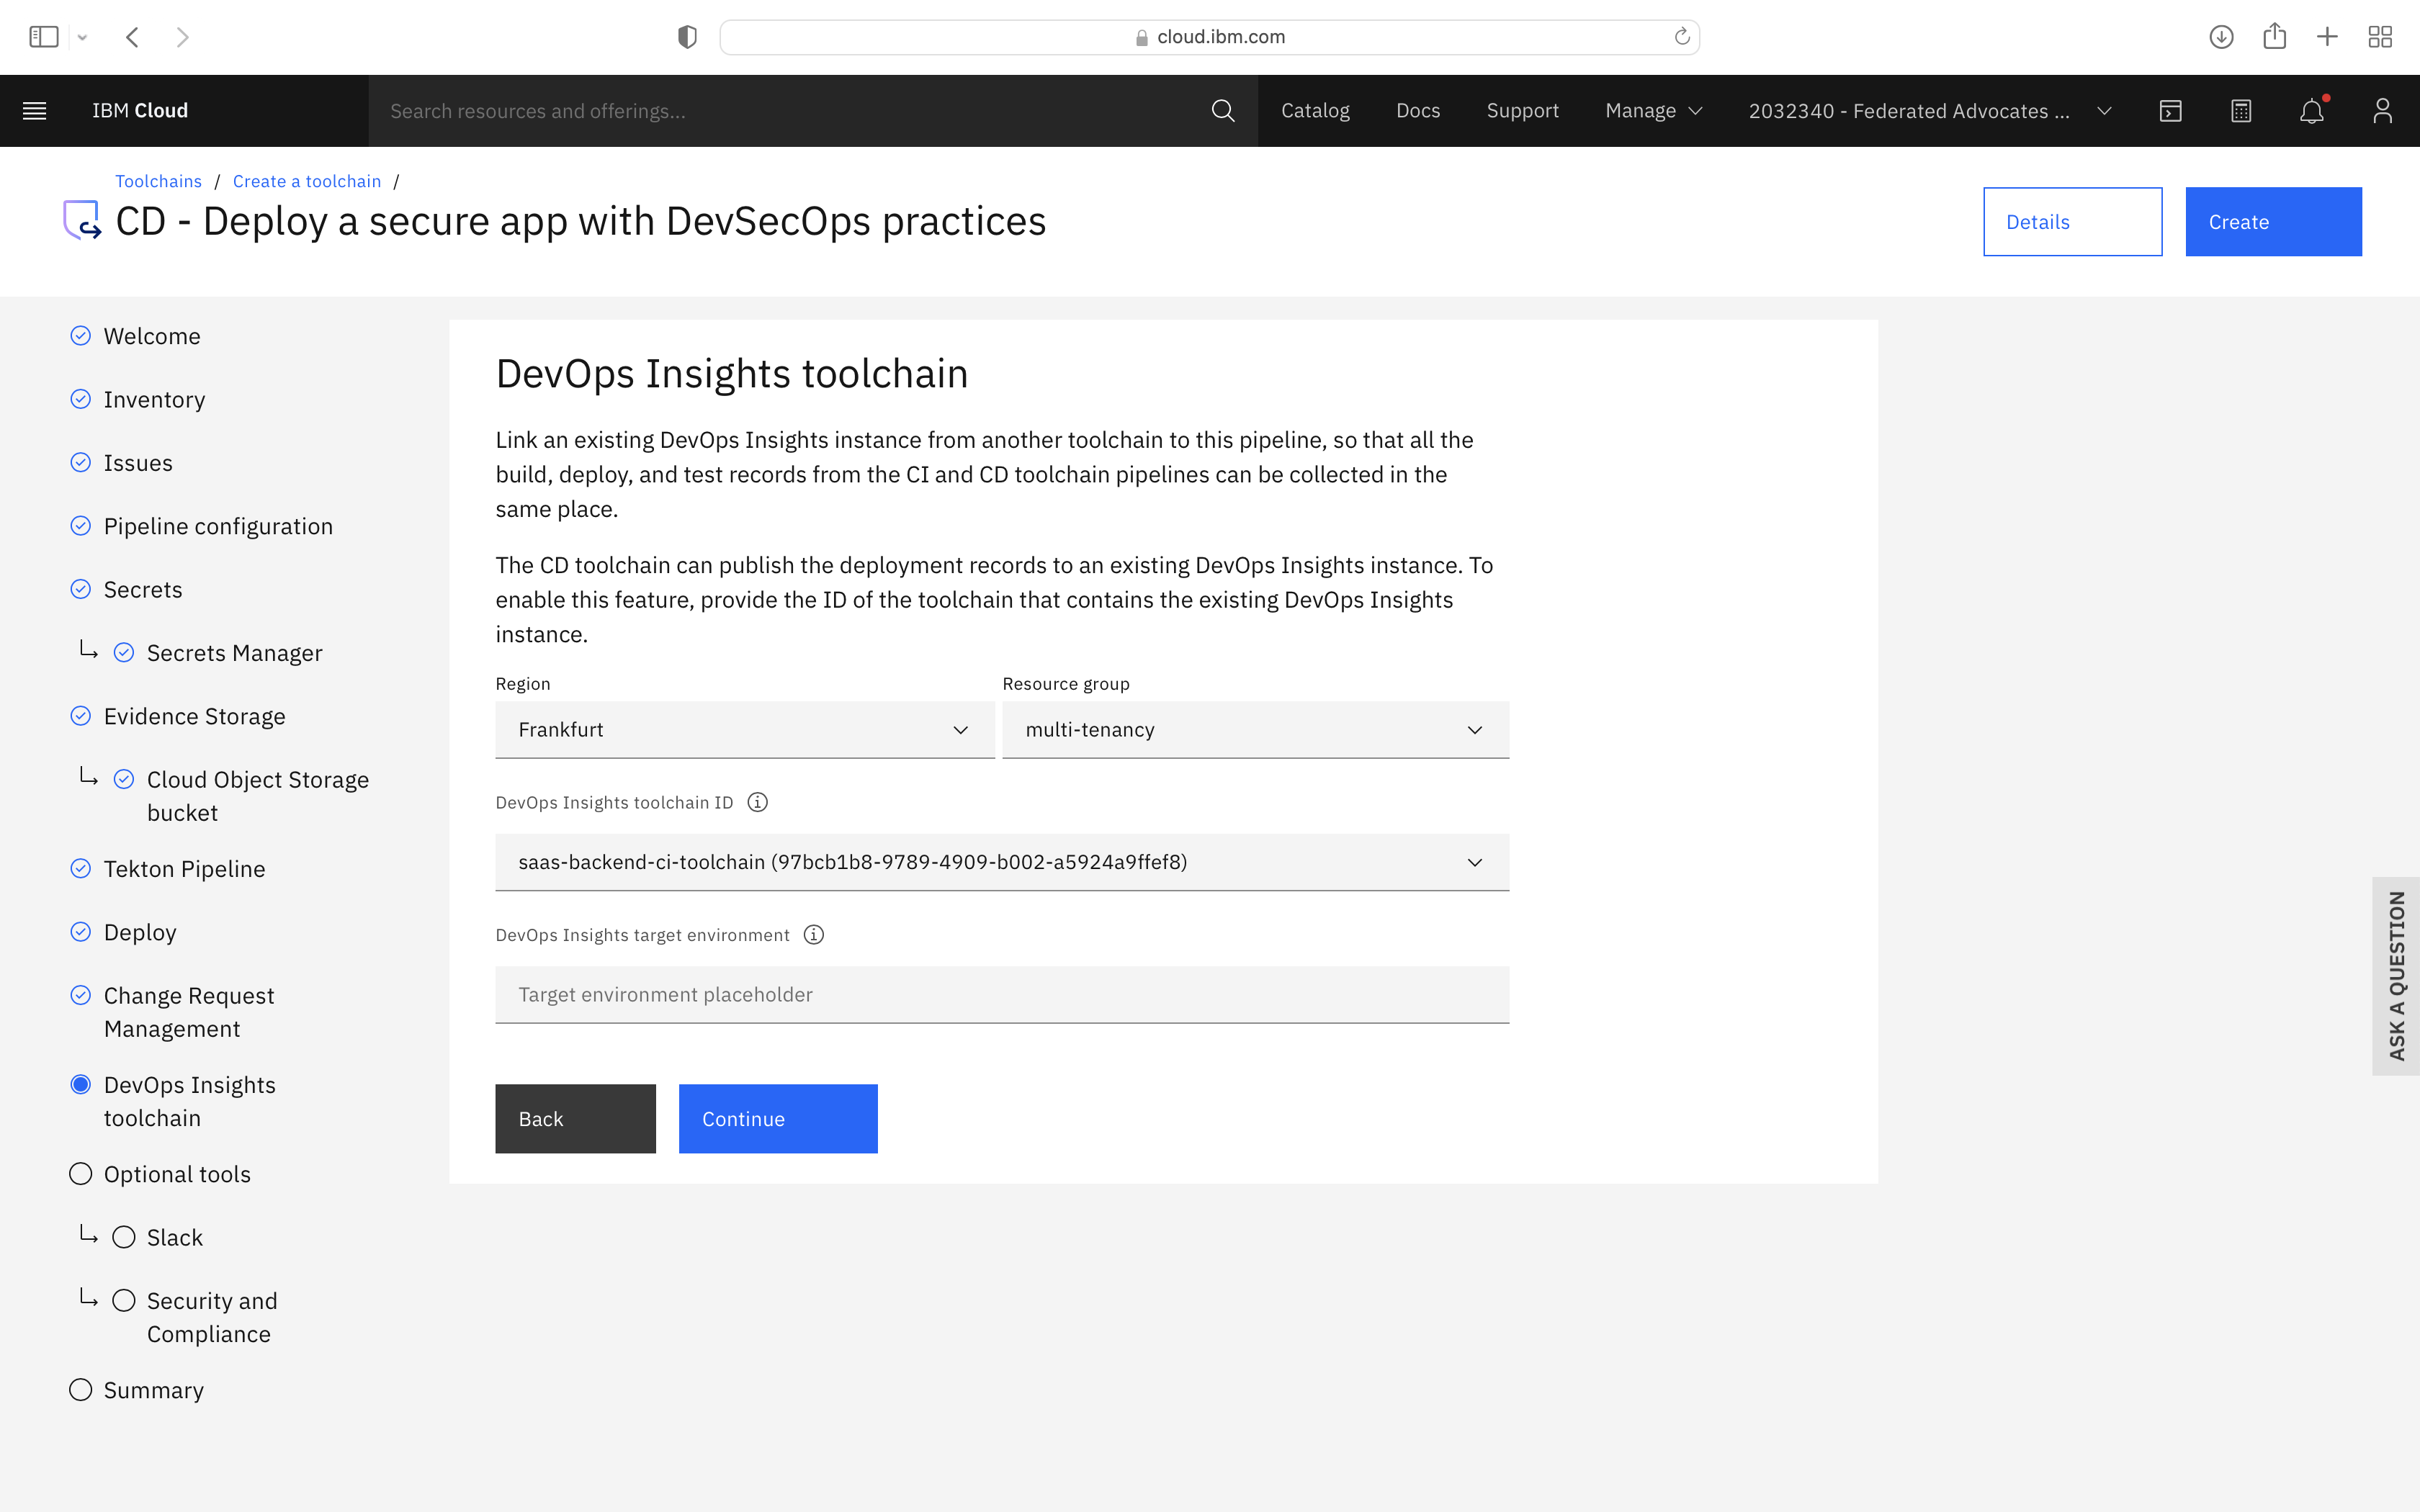 cloud.ibm.com
IBM Cloud
Search resources and offerings...
Catalog
Docs
Support
Manage
2032340 - Federated Advocates ...
Toolchains / Create a toolchain /
CD - Deploy a secure app with DevSecOps practices
Details
Create
Welcome
Inventory
Issues
Pipeline configuration
Secrets
Secrets Manager
Evidence Storage
Cloud Object Storage
bucket
Tekton Pipeline
Deploy
Change Request
Management
DevOps Insights
toolchain
Optional tools
Slack
Security and
Compliance
Summary
DevOps Insights toolchain
Link an existing DevOps Insights instance from another toolchain to this pipeline, so that all the
build, deploy, and test records from the CI and CD toolchain pipelines can be collected in the
same place.
The CD toolchain can publish the deployment records to an existing DevOps Insights instance. To
enable this feature, provide the ID of the toolchain that contains the existing DevOps Insights
instance.
Region
Resource group
Frankfurt
multi-tenancy
DevOps Insights toolchain ID
saas-backend-ci-toolchain (97bcb1b8-9789-4909-b002-a5924a9ffef8)
DevOps Insights target environment
Target environment placeholder
Back
Continue
ASK A QUESTION